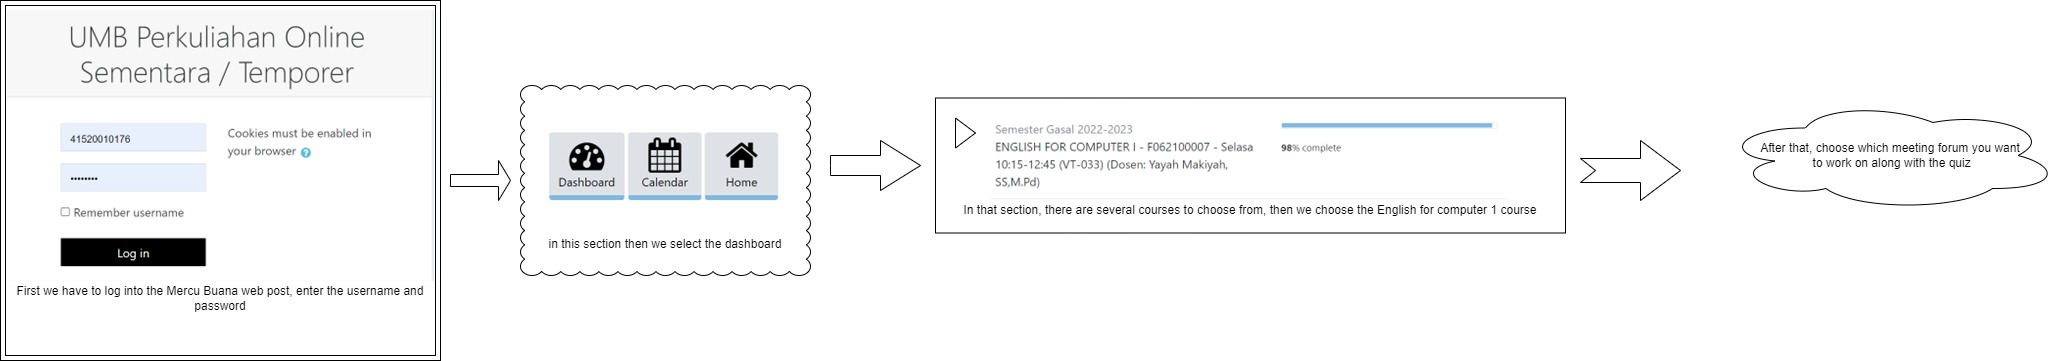 UMB Perkuliahan Online
Sementara / Temporer
41520010176
••••••••
Cookies must be enabled in
your browser ?
Remember username
Log in
First we have to log into the Mercu Buana web post, enter the username and
password
Dashboard
Calendar
Home
in this section then we select the dashboard
Semester Gasal 2022-2023
ENGLISH FOR COMPUTER I - F062100007 - Selasa
10:15-12:45 (VT-033) (Dosen: Yayah Makiyah,
SS,M.Pd)
98% complete
In that section, there are several courses to choose from, then we choose the English for computer 1 course
After that, choose which meeting forum you want
to work on along with the quiz